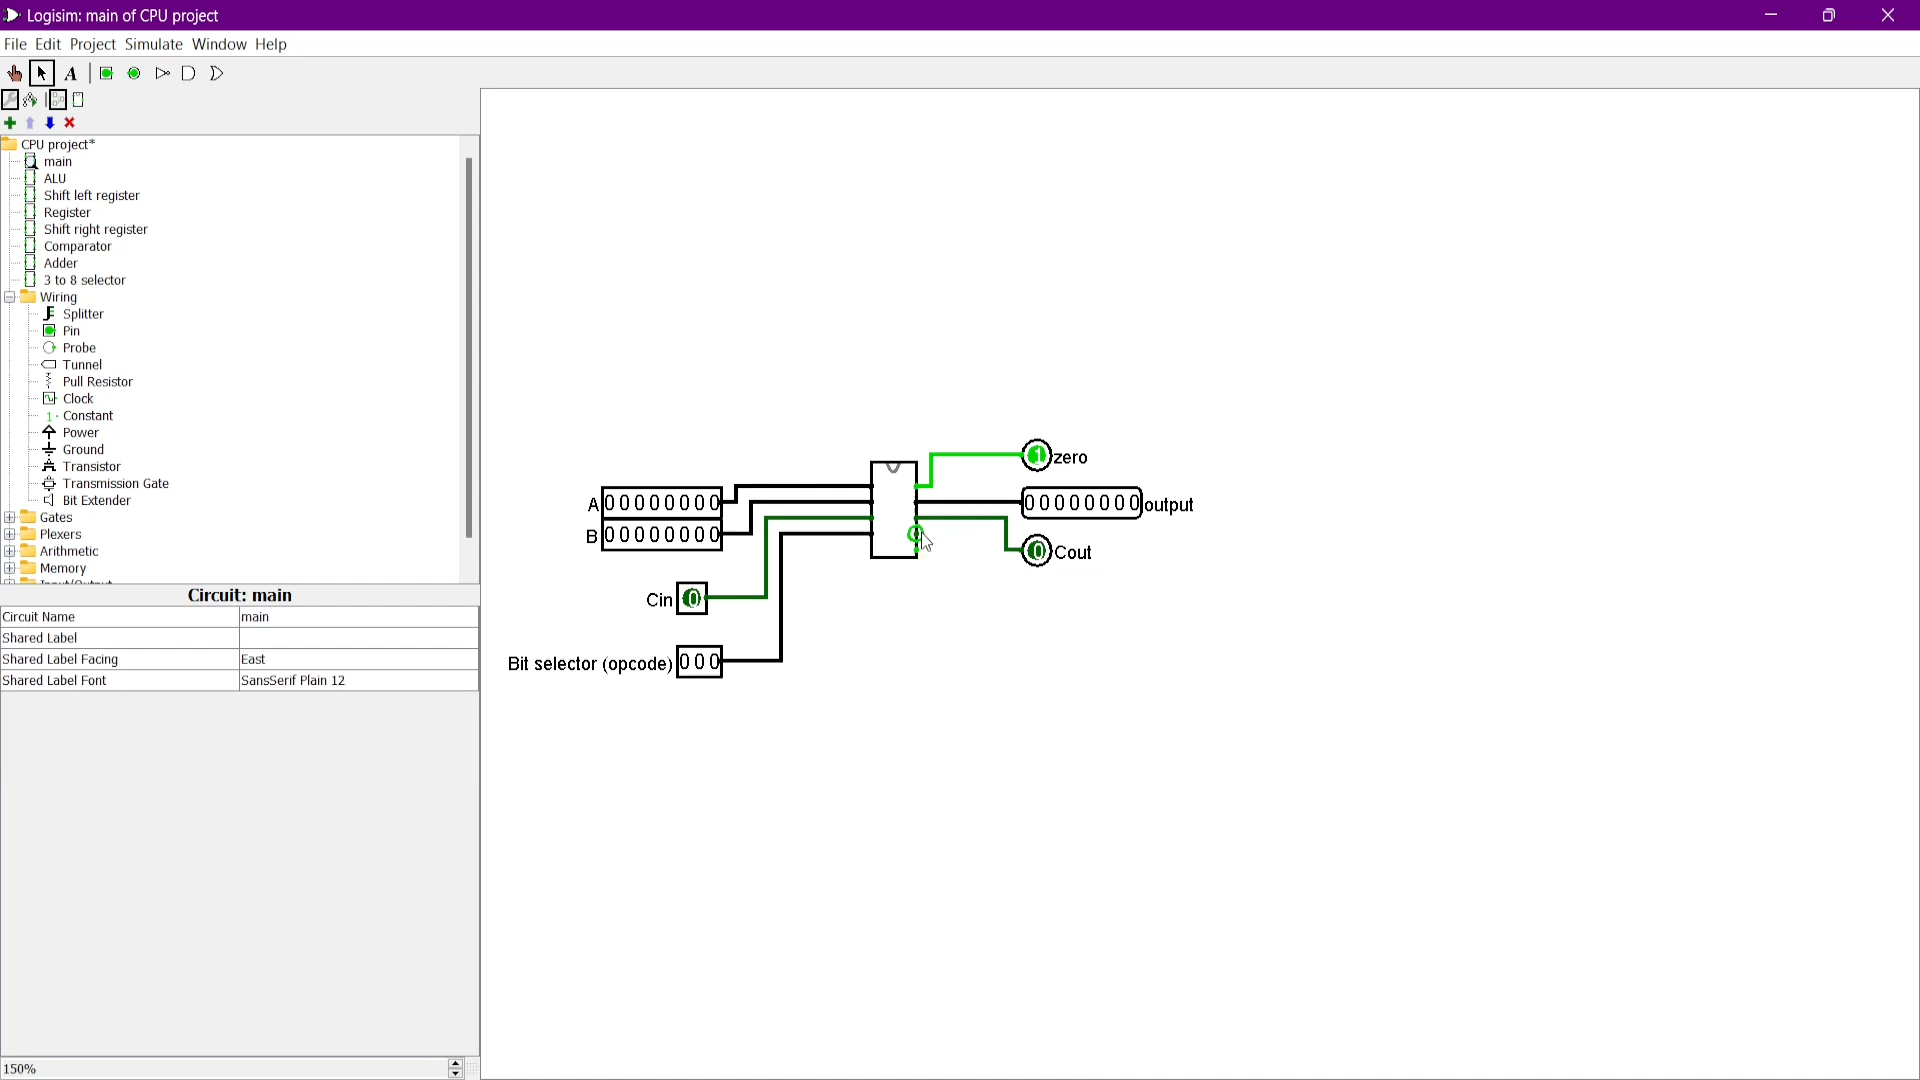 Logisim: main of CPU project
File Edit Project Simulate Window Help
A
CPU project*
main
ALU
Shift left register
Register
Shift right register
Comparator
Adder
3 to 8 selector
Wiring
Splitter
Pin
Probe
Tunnel
Pull Resistor
Clock
1 Constant
Power
Ground
Transistor
Transmission Gate
Bit Extender
Gates
Plexers
Arithmetic
Memory
Input/Output
Circuit: main
Circuit Name main
Shared Label
Shared Label Facing East
Shared Label Font SansSerif Plain 12
150%
1 zero
A 00000000
00000000 output
B 00000000
0 Cout
Cin 0
Bit selector (opcode) 000